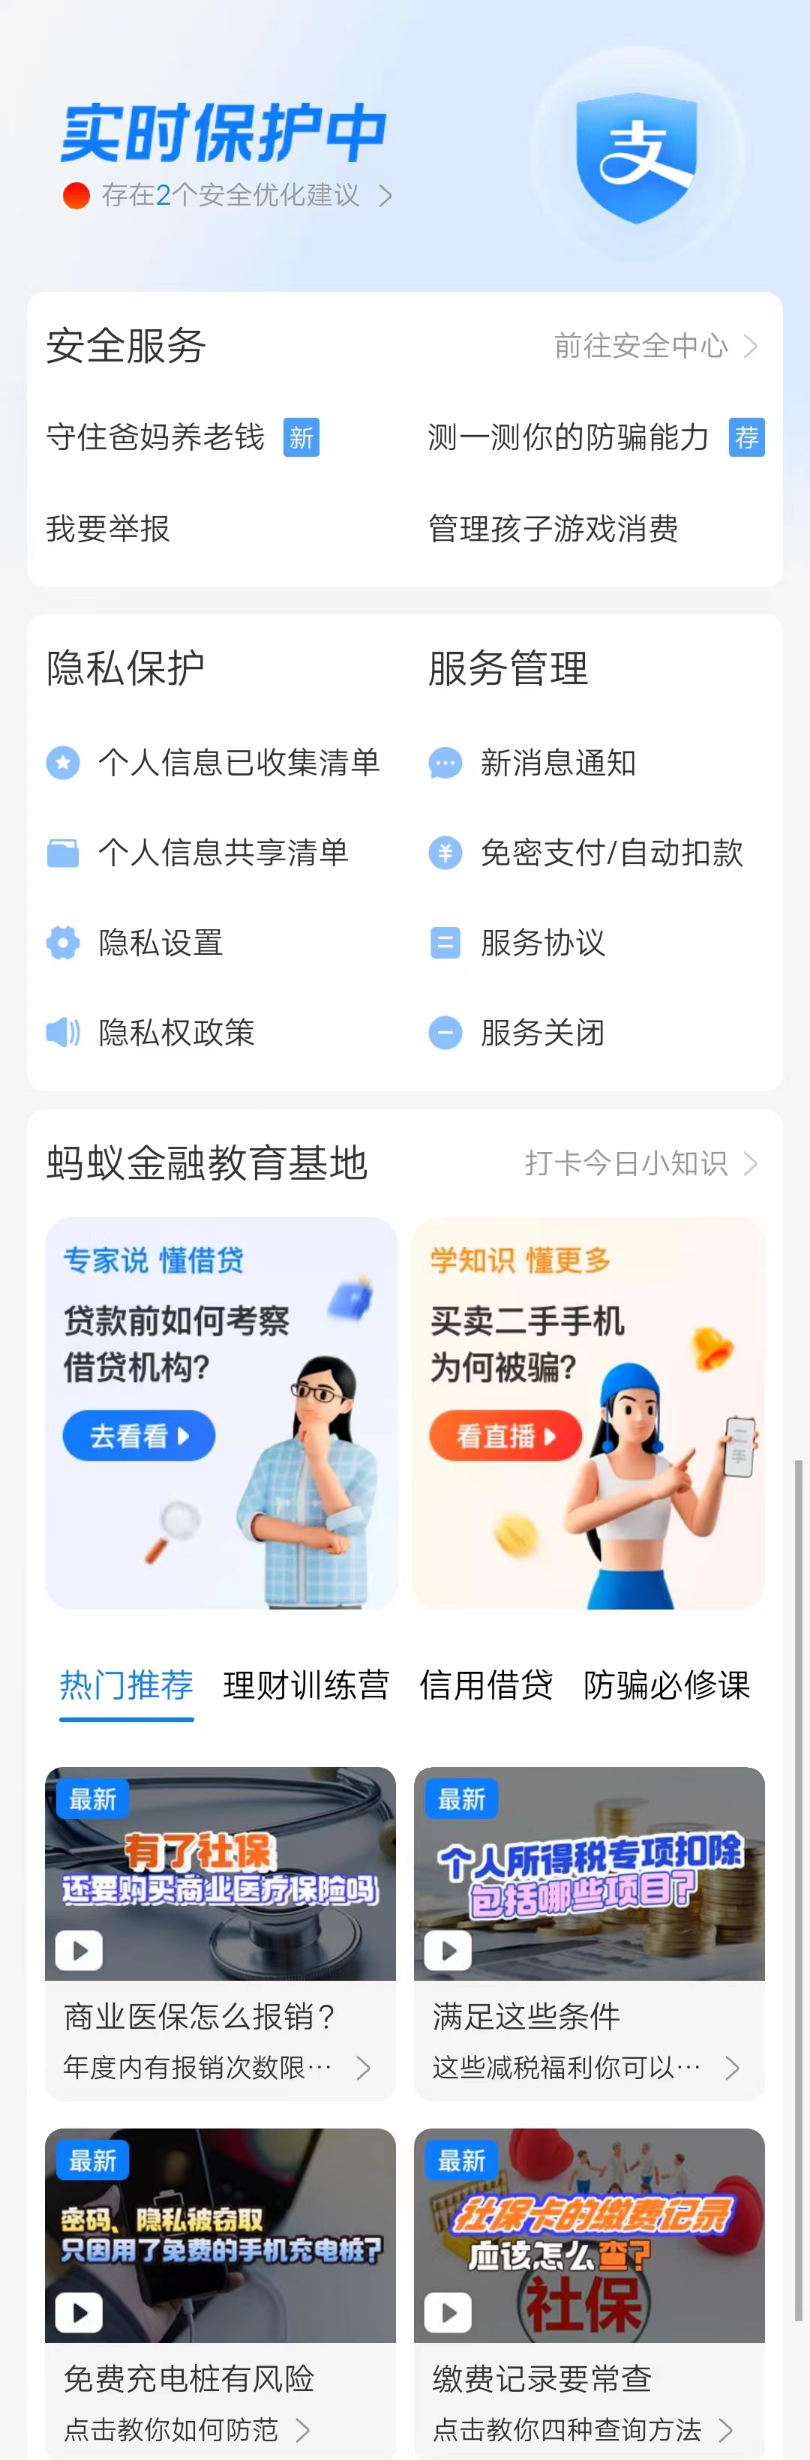 实时保护中
存在2个安全优化建议
支
安全服务
前往安全中心
守住爸妈养老钱 新
测一测你的防骗能力 荐
我要举报
管理孩子游戏消费
隐私保护
服务管理
个人信息已收集清单
新消息通知
个人信息共享清单
免密支付/自动扣款
隐私设置
服务协议
隐私权政策
服务关闭
蚂蚁金融教育基地
打卡今日小知识
专家说 懂借贷
贷款前如何考察
借贷机构?
去看看
学知识 懂更多
买卖二手手机
为何被骗?
看直播
热门推荐 理财训练营 信用借贷 防骗必修课
最新
有了社保
还要购买商业医疗保险吗
商业医保怎么报销?
年度内有报销次数限…
最新
个人所得税专项扣除
包括哪些项目?
满足这些条件
这些减税福利你可以…
最新
密码、隐私被窃取
只因用了免费的手机充电桩?
免费充电桩有风险
点击教你如何防范
最新
社保卡的缴费记录
应该怎么查?
社保
缴费记录要常查
点击教你四种查询方法